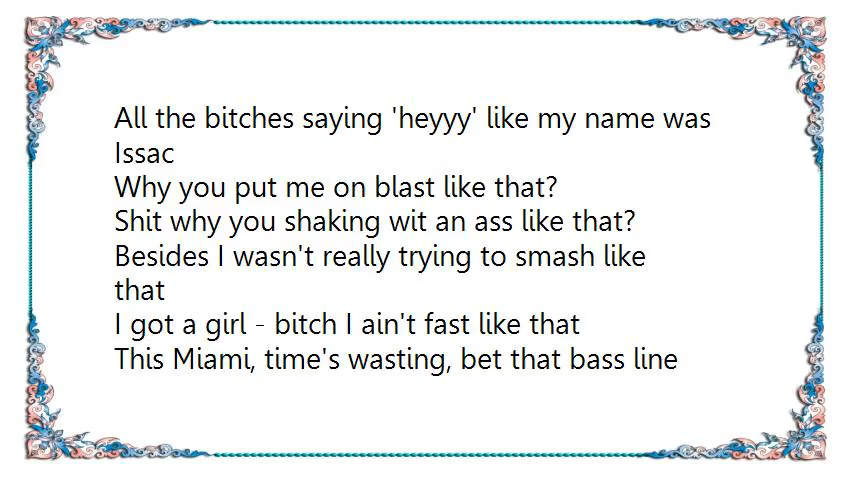 All the bitches saying 'heyyy' like my name was
Issac
Why you put me on blast like that?
Shit why you shaking wit an ass like that?
Besides I wasn't really trying to smash like
that
I got a girl - bitch I ain't fast like that
This Miami, time's wasting, bet that bass line